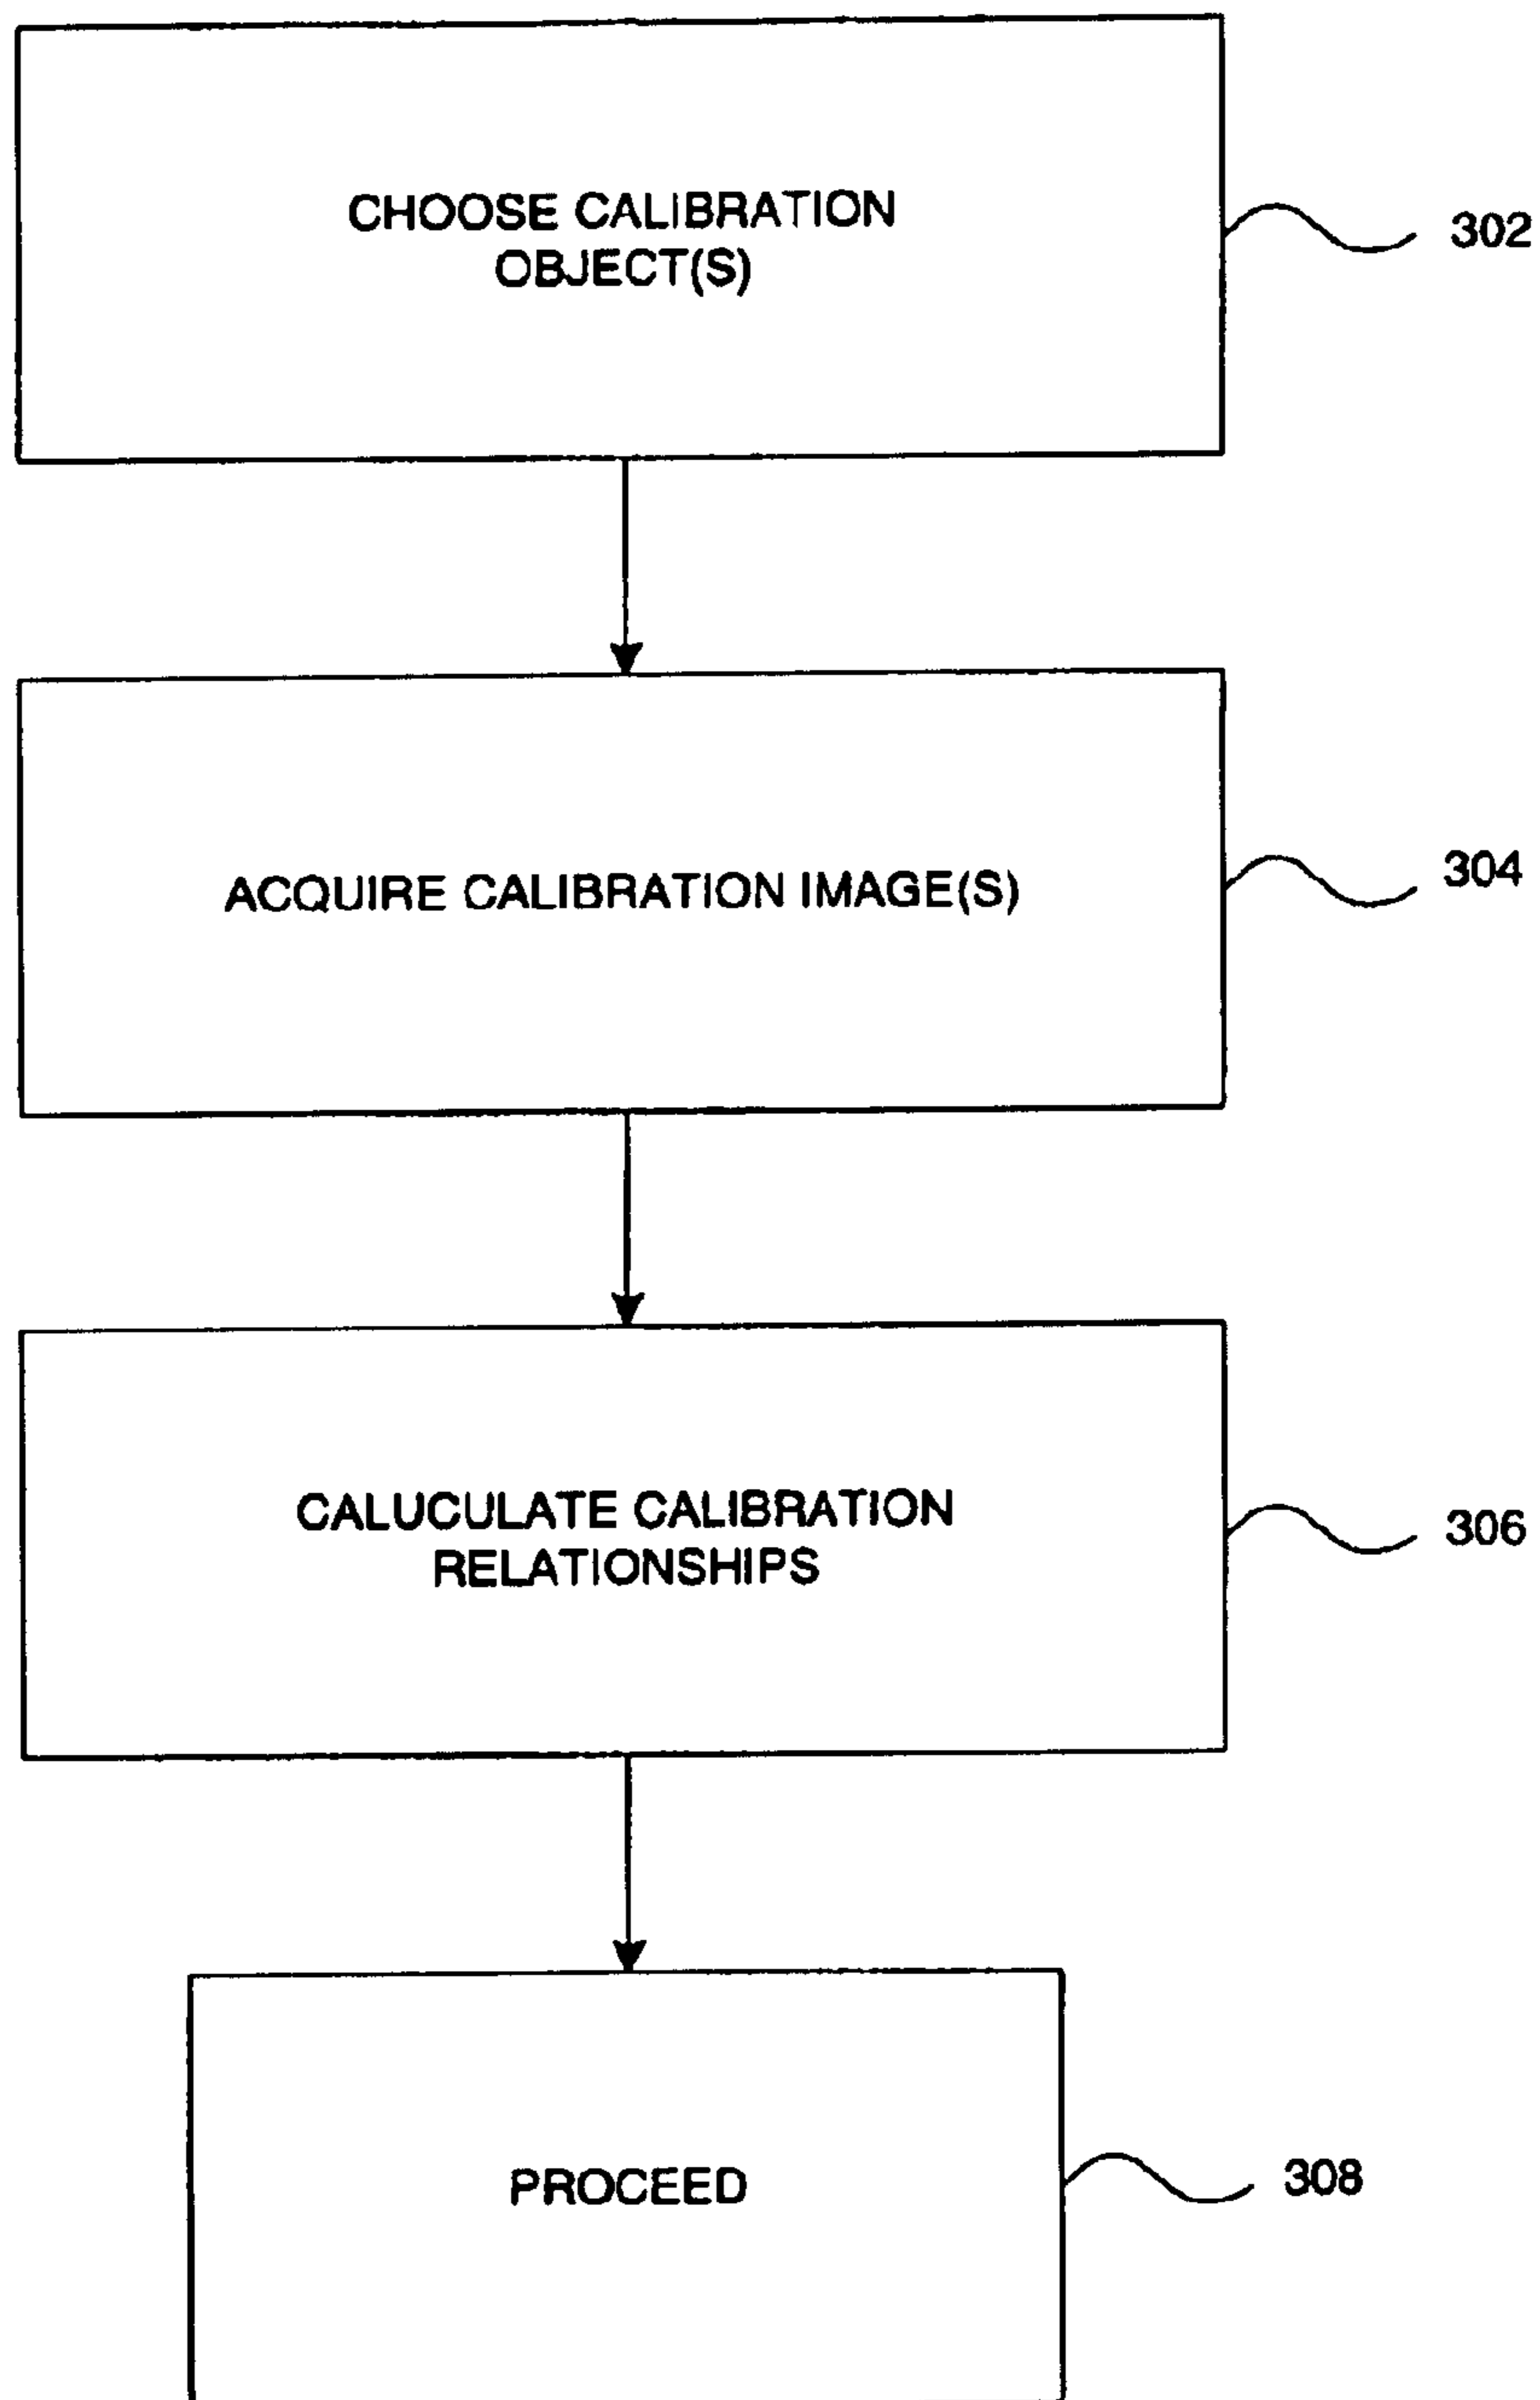 CHOOSE CALIBRATION
OBJECT(S)
302
ACQUIRE CALIBRATION IMAGE(S)
304
CALUCULATE CALIBRATION
RELATIONSHIPS
306
PROCEED
308